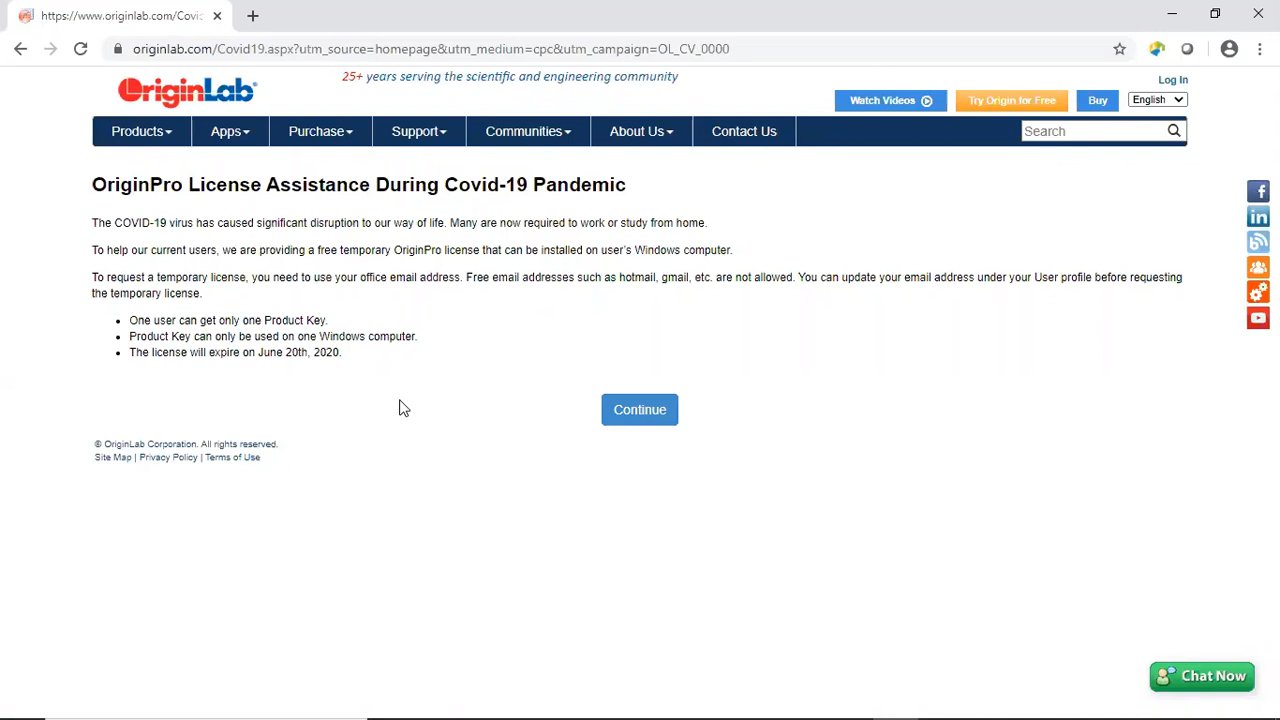 https://www.originlab.com/Covid
originlab.com/Covid19.aspx?utm_source=homepage&utm_medium=cpc&utm_campaign=OL_CV_0000
OriginLab
25+ years serving the scientific and engineering community
Log In
Watch Videos
Try Origin for Free
Buy
English
Products
Apps
Purchase
Support
Communities
About Us
Contact Us
Search
OriginPro License Assistance During Covid-19 Pandemic
The COVID-19 virus has caused significant disruption to our way of life. Many are now required to work or study from home.
To help our current users, we are providing a free temporary OriginPro license that can be installed on user's Windows computer.
To request a temporary license, you need to use your office email address. Free email addresses such as hotmail, gmail, etc. are not allowed. You can update your email address under your User profile before requesting
the temporary license.
• One user can get only one Product Key.
• Product Key can only be used on one Windows computer.
• The license will expire on June 20th, 2020.
Continue
© OriginLab Corporation. All rights reserved.
Site Map | Privacy Policy | Terms of Use
Chat Now